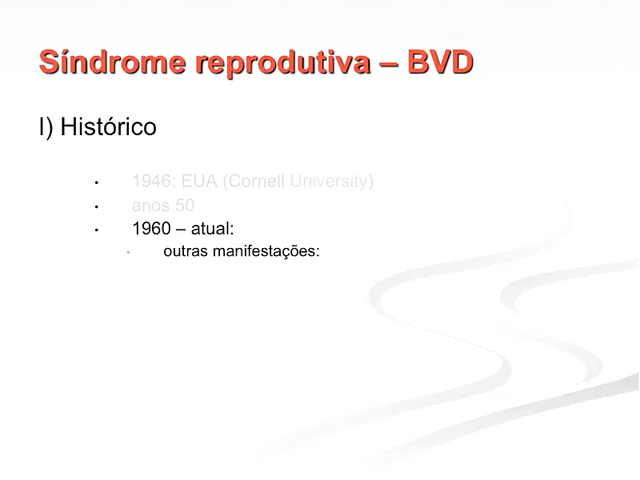 Síndrome reprodutiva – BVD
I) Histórico
• 1946: EUA (Cornell University)
• anos 50
• 1960 – atual:
• outras manifestações: